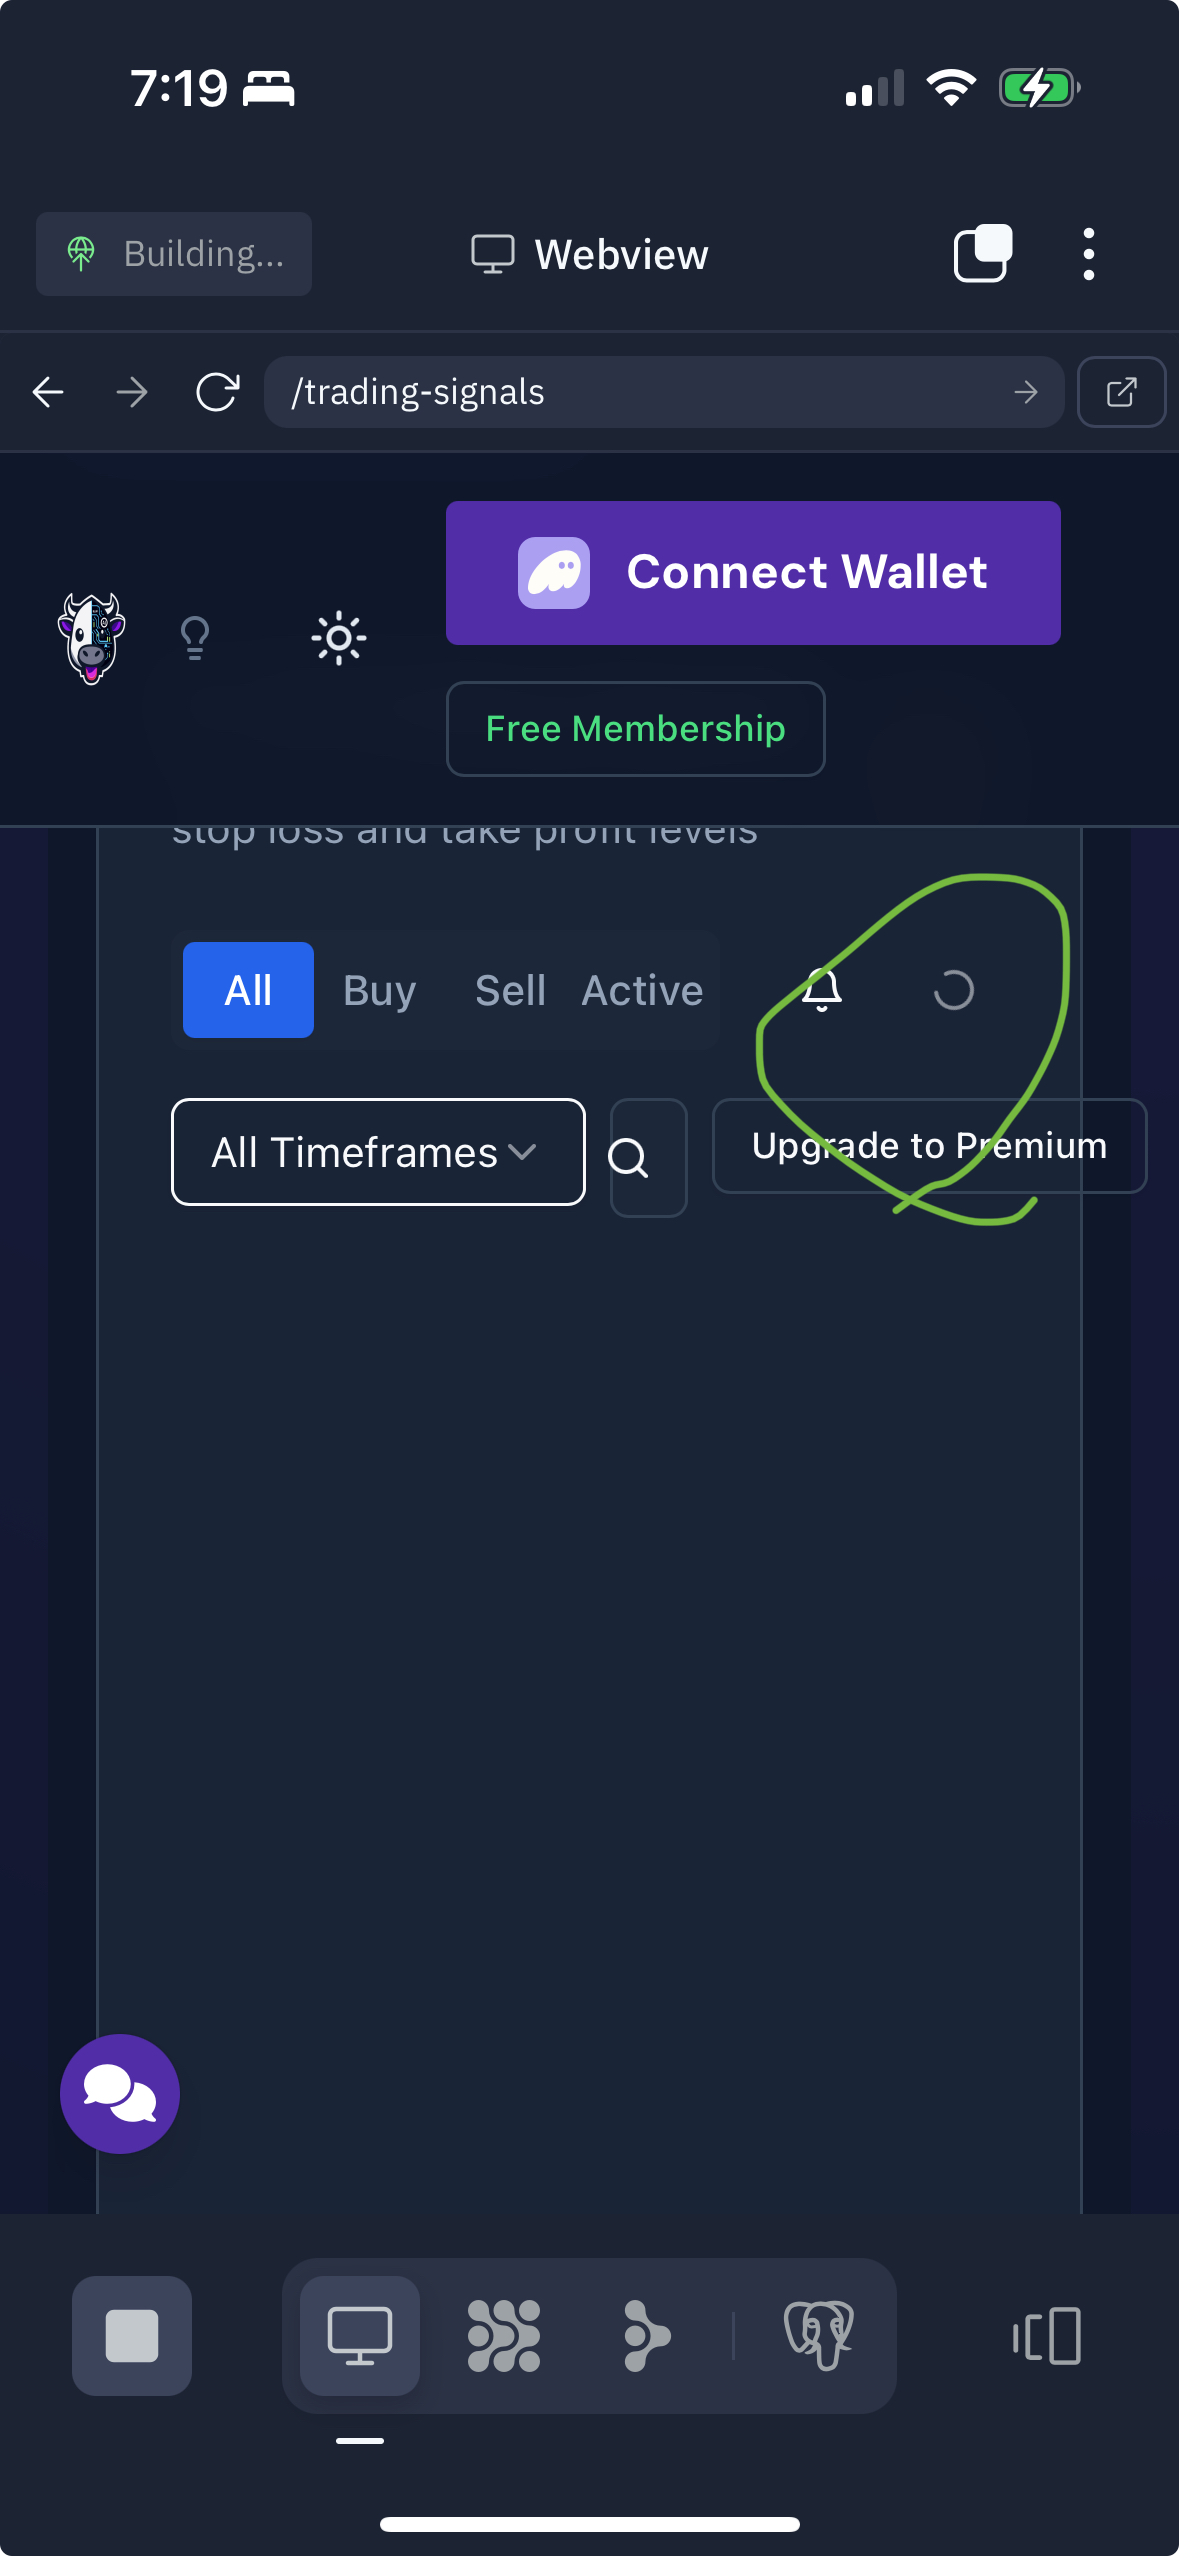 7:19
Building...
Webview
/trading-signals
Connect Wallet
Free Membership
stop loss and take profit levels
All Buy Sell Active
All Timeframes Upgrade to Premium